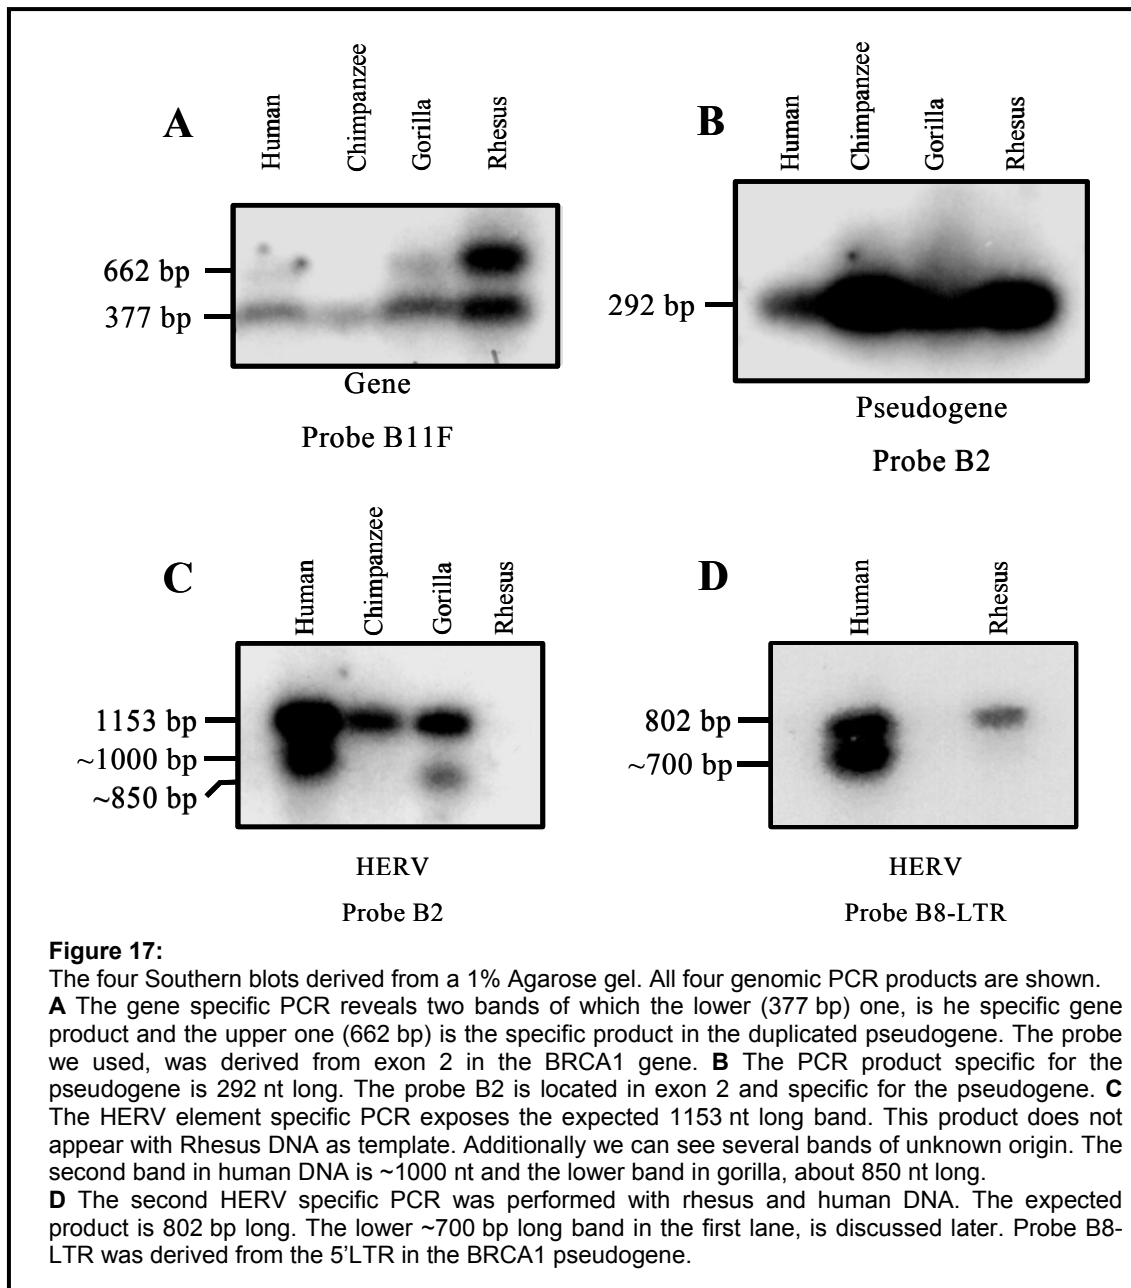 A
Human
Chimpanzee
Gorilla
Rhesus
662 bp
377 bp
Gene
Probe B11F
B
Human
Chimpanzee
Gorilla
Rhesus
292 bp
Pseudogene
Probe B2
C
Human
Chimpanzee
Gorilla
Rhesus
1153 bp
~1000 bp
~850 bp
HERV
Probe B2
D
Human
Rhesus
802 bp
~700 bp
HERV
Probe B8-LTR
Figure 17:
The four Southern blots derived from a 1% Agarose gel. All four genomic PCR products are shown.
A The gene specific PCR reveals two bands of which the lower (377 bp) one, is he specific gene
product and the upper one (662 bp) is the specific product in the duplicated pseudogene. The probe
we used, was derived from exon 2 in the BRCA1 gene. B The PCR product specific for the
pseudogene is 292 nt long. The probe B2 is located in exon 2 and specific for the pseudogene. C
The HERV element specific PCR exposes the expected 1153 nt long band. This product does not
appear with Rhesus DNA as template. Additionally we can see several bands of unknown origin. The
second band in human DNA is ~1000 nt and the lower band in gorilla, about 850 nt long.
D The second HERV specific PCR was performed with rhesus and human DNA. The expected
product is 802 bp long. The lower ~700 bp long band in the first lane, is discussed later. Probe B8-
LTR was derived from the 5'LTR in the BRCA1 pseudogene.